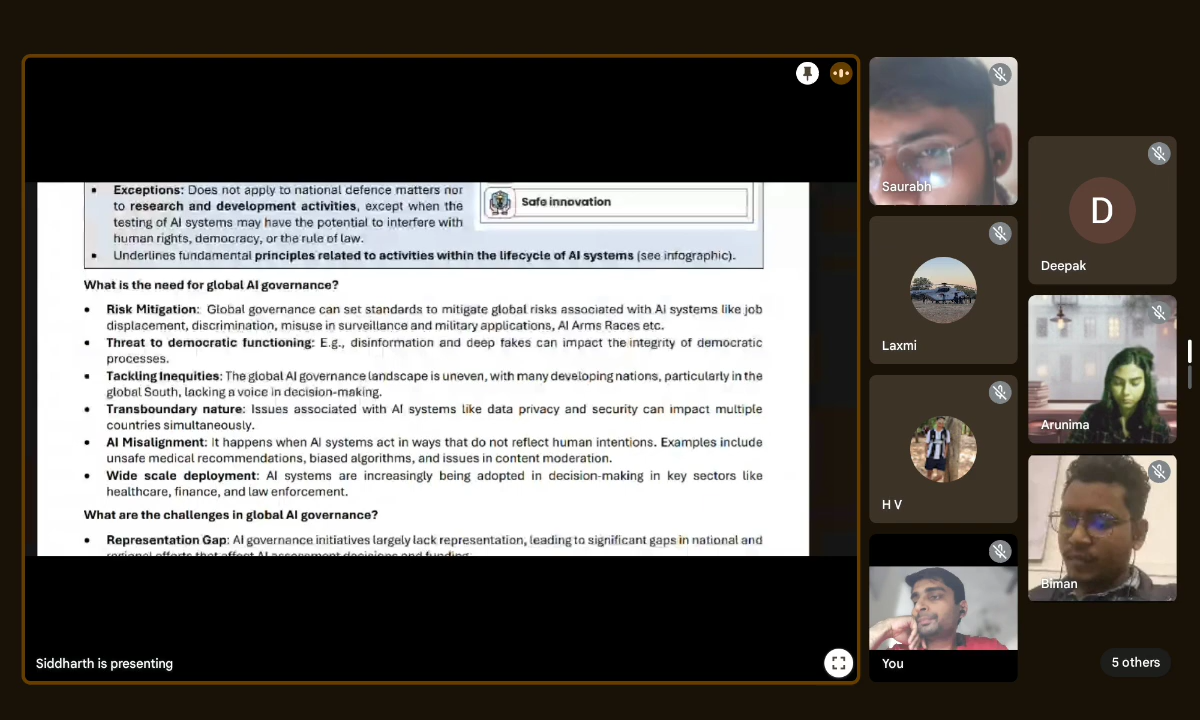 • Exceptions: Does not apply to national defence matters nor
to research and development activities, except when the
testing of AI systems may have the potential to interfere with
human rights, democracy, or the rule of law.
Safe innovation
• Underlines fundamental principles related to activities within the lifecycle of AI systems (see infographic).
What is the need for global AI governance?
• Risk Mitigation: Global governance can set standards to mitigate global risks associated with AI systems like job
displacement, discrimination, misuse in surveillance and military applications, AI Arms Races etc.
• Threat to democratic functioning: E.g., disinformation and deep fakes can impact the integrity of democratic
processes.
• Tackling Inequities: The global AI governance landscape is uneven, with many developing nations, particularly in the
global South, lacking a voice in decision-making.
• Transboundary nature: Issues associated with AI systems like data privacy and security can impact multiple
countries simultaneously.
• AI Misalignment: It happens when AI systems act in ways that do not reflect human intentions. Examples include
unsafe medical recommendations, biased algorithms, and issues in content moderation.
• Wide scale deployment: AI systems are increasingly being adopted in decision-making in key sectors like
healthcare, finance, and law enforcement.
What are the challenges in global AI governance?
• Representation Gap: AI governance initiatives largely lack representation, leading to significant gaps in national and
regional efforts that affect AI assessment decisions and funding.
Siddharth is presenting
Saurabh
Laxmi
H V
You
D
Deepak
Arunima
Biman
5 others